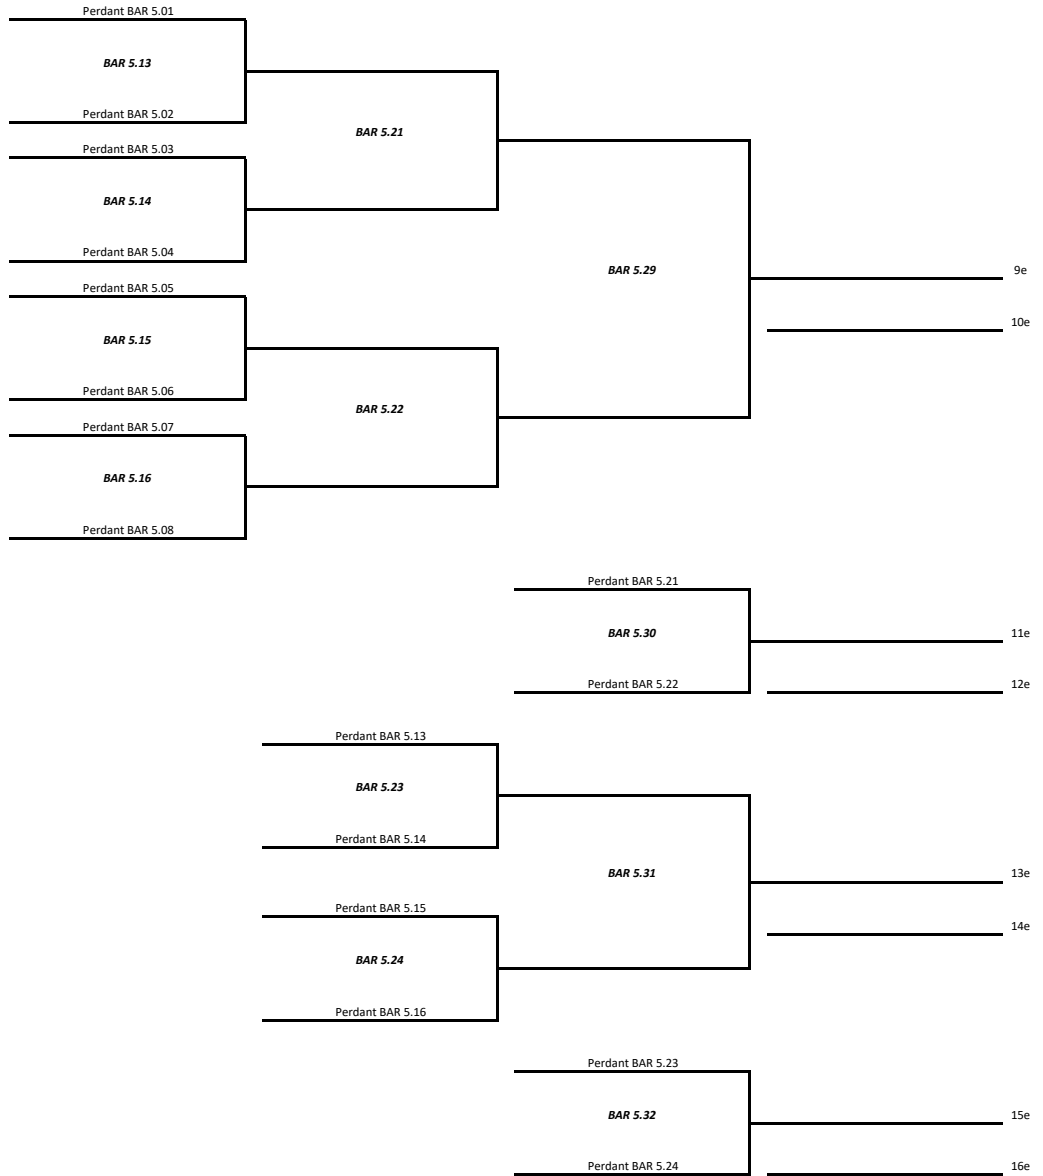 Perdant BAR 5.01
BAR 5.13
Perdant BAR 5.02
BAR 5.21
Perdant BAR 5.03
BAR 5.14
Perdant BAR 5.04
BAR 5.29
9e
Perdant BAR 5.05
10e
BAR 5.15
Perdant BAR 5.06
BAR 5.22
Perdant BAR 5.07
BAR 5.16
Perdant BAR 5.08
Perdant BAR 5.21
BAR 5.30
11e
Perdant BAR 5.22
12e
Perdant BAR 5.13
BAR 5.23
Perdant BAR 5.14
BAR 5.31
13e
Perdant BAR 5.15
14e
BAR 5.24
Perdant BAR 5.16
Perdant BAR 5.23
BAR 5.32
15e
Perdant BAR 5.24
16e